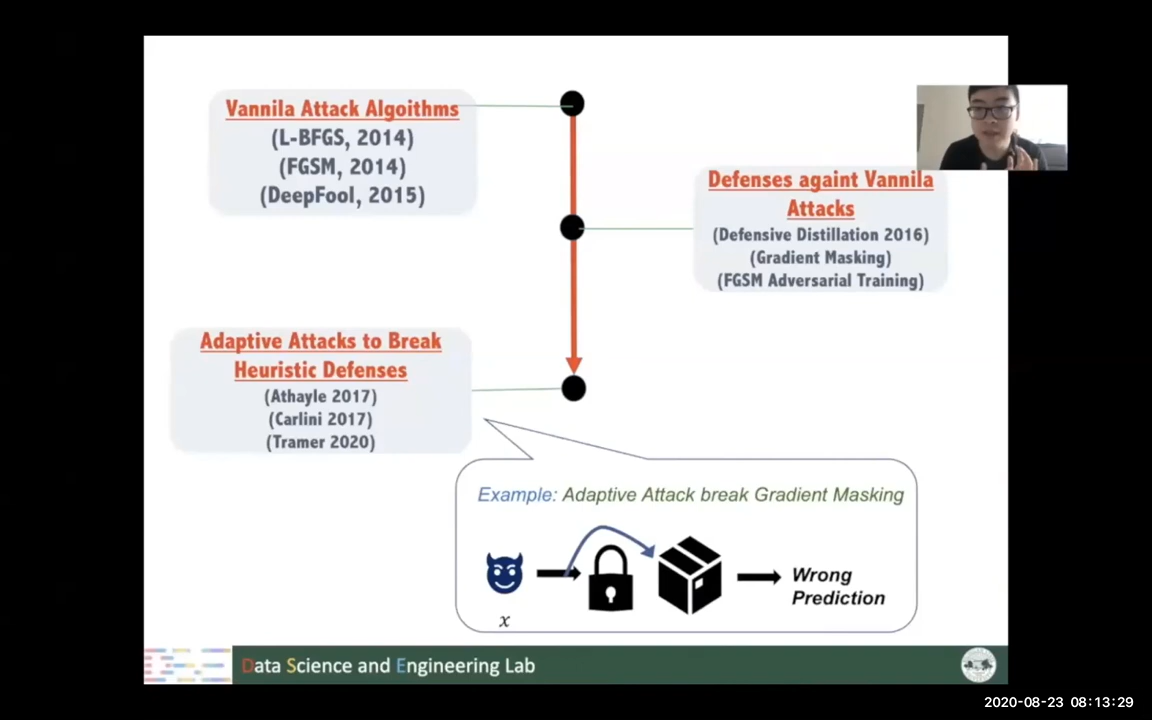 Vannila Attack Algoithms
(L-BFGS, 2014)
(FGSM, 2014)
(DeepFool, 2015)
Defenses againt Vannila
Attacks
(Defensive Distillation 2016)
(Gradient Masking)
(FGSM Adversarial Training)
Adaptive Attacks to Break
Heuristic Defenses
(Athayle 2017)
(Carlini 2017)
(Tramer 2020)
Example: Adaptive Attack break Gradient Masking
Wrong
Prediction
x
Data Science and Engineering Lab
2020-08-23 08:13:29